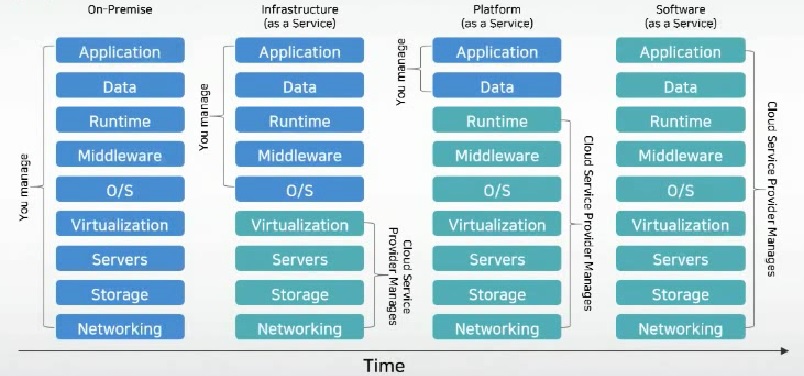 On-Premise
You manage
Application
Data
Runtime
Middleware
O/S
Virtualization
Servers
Storage
Networking
Infrastructure
(as a Service)
You manage
Application
Data
Runtime
Middleware
O/S
Virtualization
Servers
Storage
Networking
Cloud Service
Provider Manages
Platform
(as a Service)
You manage
Application
Data
Runtime
Middleware
O/S
Virtualization
Servers
Storage
Networking
Cloud Service Provider Manages
Software
(as a Service)
Application
Data
Runtime
Middleware
O/S
Virtualization
Servers
Storage
Networking
Cloud Service Provider Manages
Time